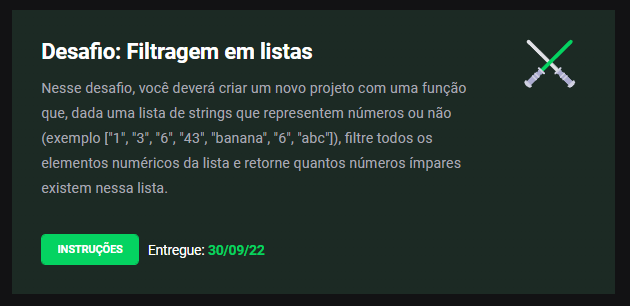 Desafio: Filtragem em listas
Nesse desafio, você deverá criar um novo projeto com uma função
que, dada uma lista de strings que representem números ou não
(exemplo ["1", "3", "6", "43", "banana", "6", "abc"]), filtre todos os
elementos numéricos da lista e retorne quantos números ímpares
existem nessa lista.
INSTRUÇÕES Entregue: 30/09/22